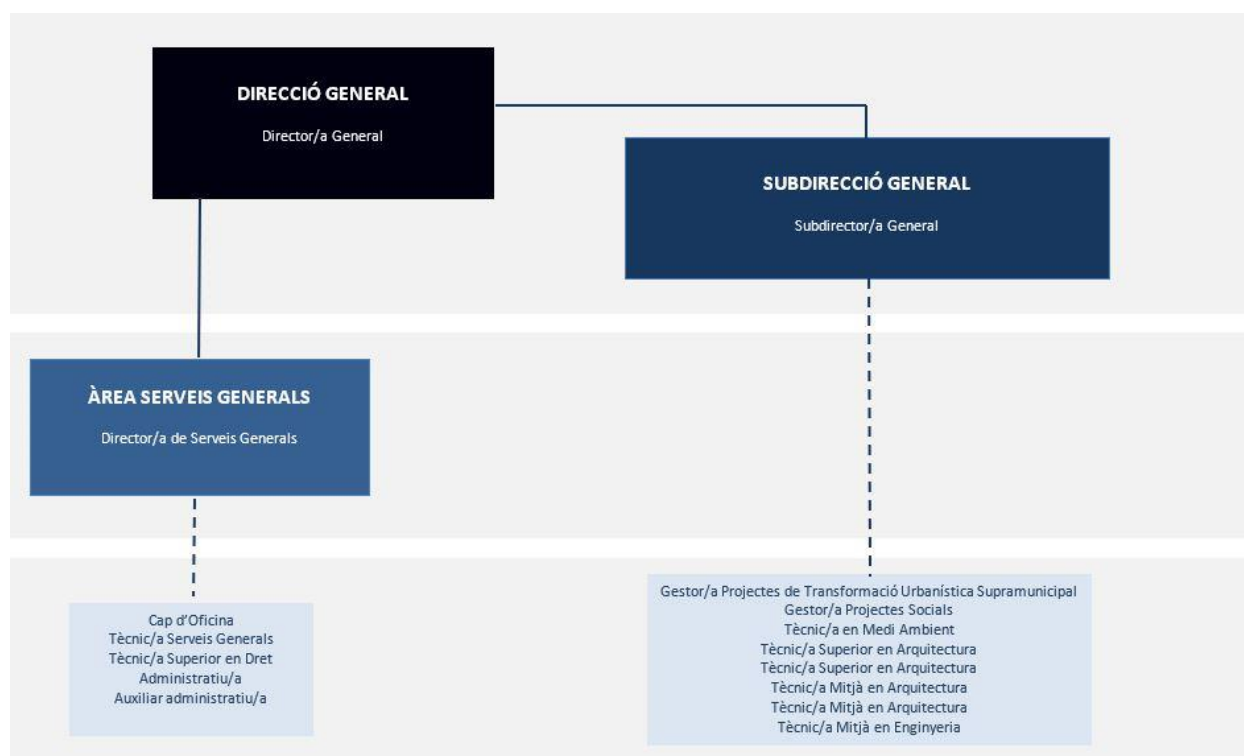 DIRECCIÓ GENERAL
Director/a General
SUBDIRECCIÓ GENERAL
Subdirector/a General
ÀREA SERVEIS GENERALS
Director/a de Serveis Generals
Cap d'Oficina
Tècnic/a Serveis Generals
Tècnic/a Superior en Dret
Administratiu/a
Auxiliar administratiu/a
Gestor/a Projectes de Transformació Urbanística Supramunicipal
Gestor/a Projectes Socials
Tècnic/a en Medi Ambient
Tècnic/a Superior en Arquitectura
Tècnic/a Superior en Arquitectura
Tècnic/a Mitjà en Arquitectura
Tècnic/a Mitjà en Arquitectura
Tècnic/a Mitjà en Enginyeria